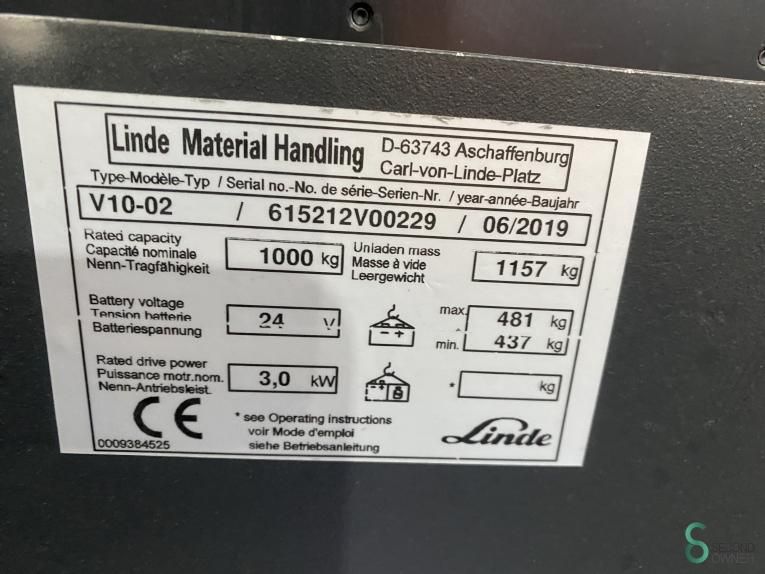 Linde Material Handling
D-63743 Aschaffenburg
Carl-von-Linde-Platz
Type-Modèle-Typ / Serial no.-No. de série-Serien-Nr. / year-année-Baujahr
V10-02 / 615212V00229 / 06/2019
Rated capacity
Capacité nominale
Nenn-Tragfähigkeit
1000 kg
Unladen mass
Masse à vide
Leergewicht
1157 kg
Battery voltage
Tension batterie
Batteriespannung
24 V
max. 481 kg
min. 437 kg
Rated drive power
Puissance motr.nom.
Nenn-Antriebsleist.
3,0 kW
* kg
CE
0009384525
* see Operating instructions
voir Mode d'emploi
siehe Betriebsanleitung
Linde
SECOND
OWNER